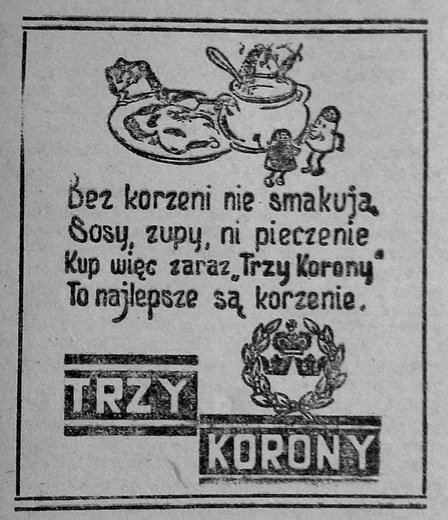 Bez korzeni nie smakują
Sosy, zupy, ni pieczenie
Kup więc zaraz „Trzy Korony"
To najlepsze są korzenie.
TRZY
KORONY